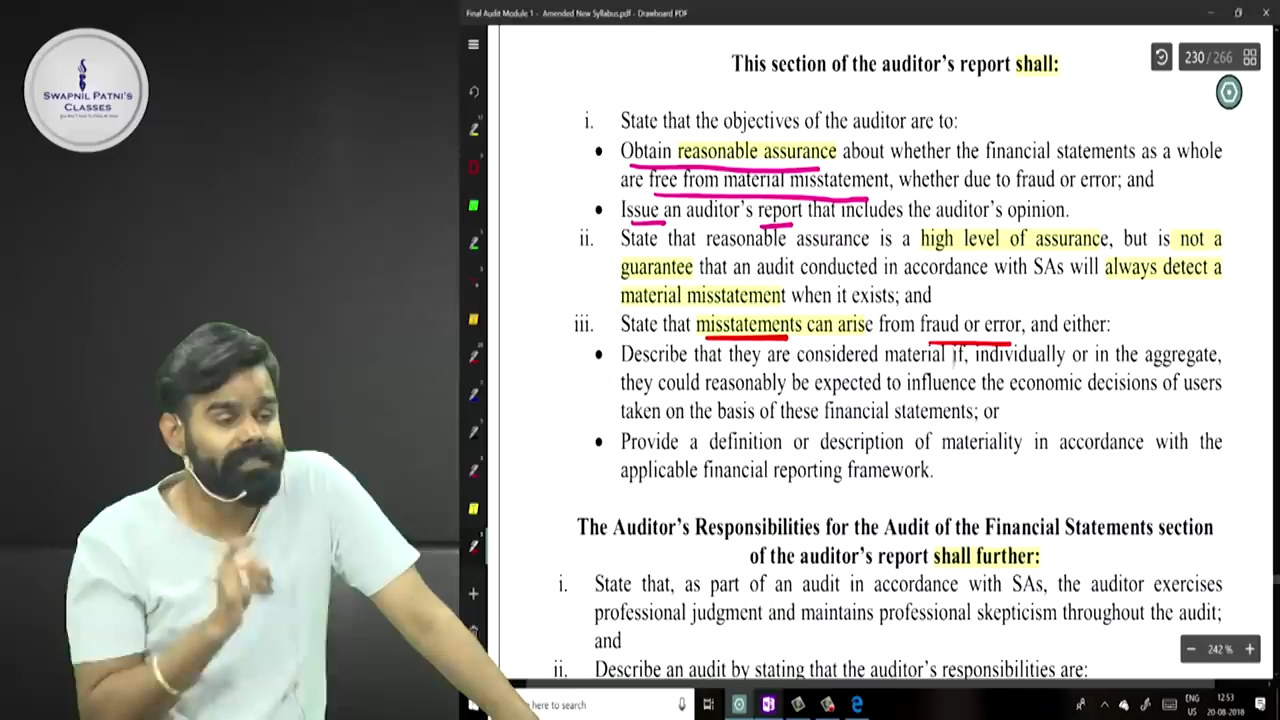 Final Audit Module 1 - Amended New Syllabus.pdf - Drawboard PDF
SWAPNIL PATNI'S
CLASSES
230 / 266
This section of the auditor's report shall:
i. State that the objectives of the auditor are to:
• Obtain reasonable assurance about whether the financial statements as a whole
are free from material misstatement, whether due to fraud or error; and
• Issue an auditor's report that includes the auditor's opinion.
ii. State that reasonable assurance is a high level of assurance, but is not a
guarantee that an audit conducted in accordance with SAs will always detect a
material misstatement when it exists; and
iii. State that misstatements can arise from fraud or error, and either:
• Describe that they are considered material if, individually or in the aggregate,
they could reasonably be expected to influence the economic decisions of users
taken on the basis of these financial statements; or
• Provide a definition or description of materiality in accordance with the
applicable financial reporting framework.
The Auditor's Responsibilities for the Audit of the Financial Statements section
of the auditor's report shall further:
i. State that, as part of an audit in accordance with SAs, the auditor exercises
professional judgment and maintains professional skepticism throughout the audit;
and
ii. Describe an audit by stating that the auditor's responsibilities are:
242 %
here to search
ENG
US
12:53
20-08-2018